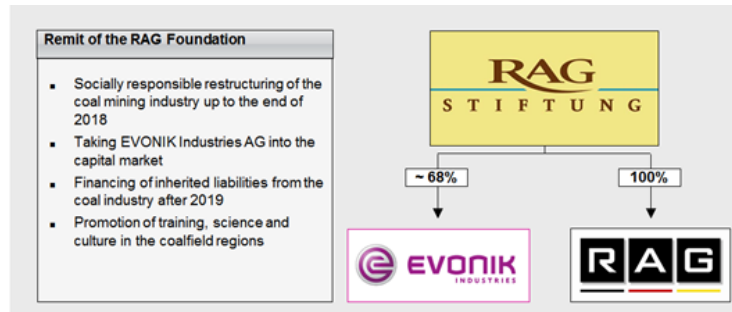 Remit of the RAG Foundation
▪ Socially responsible restructuring of the
coal mining industry up to the end of
2018
▪ Taking EVONIK Industries AG into the
capital market
▪ Financing of inherited liabilities from the
coal industry after 2019
▪ Promotion of training, science and
culture in the coalfield regions
RAG
STIFTUNG
~ 68%
100%
EVONIK
INDUSTRIES
RAG